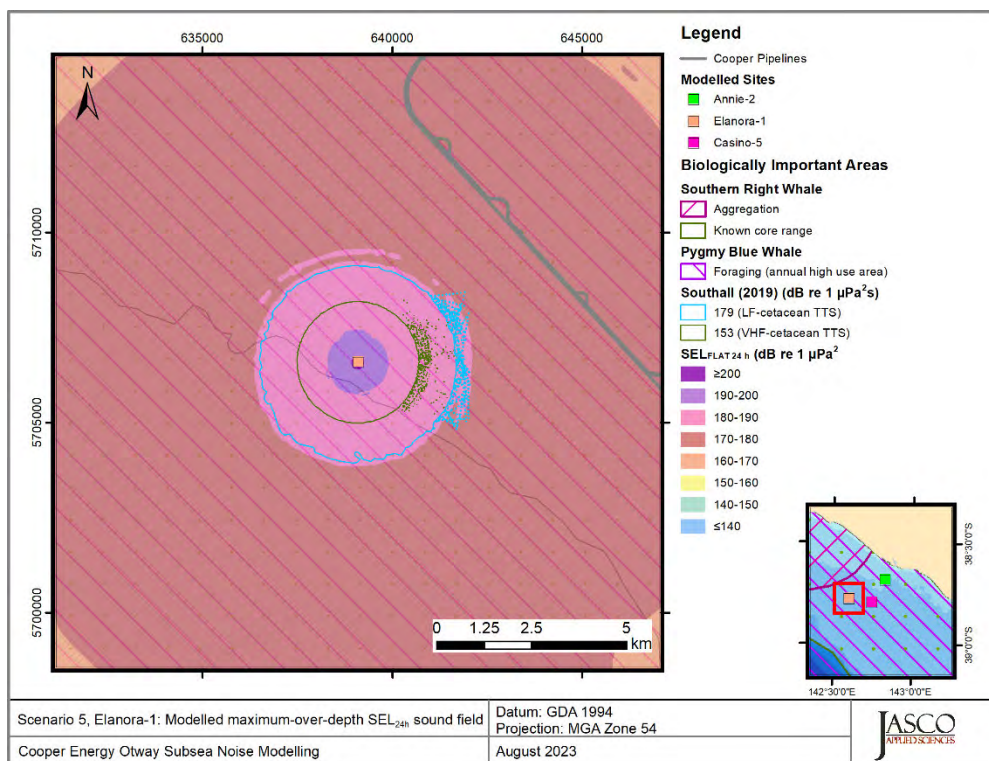 635000
640000
645000
N
5710000
5705000
5700000
0 1.25 2.5 5
km
Legend
Cooper Pipelines
Modelled Sites
Annie-2
Elanora-1
Casino-5
Biologically Important Areas
Southern Right Whale
Aggregation
Known core range
Pygmy Blue Whale
Foraging (annual high use area)
Southall (2019) (dB re 1 µPa²s)
179 (LF-cetacean TTS)
153 (VHF-cetacean TTS)
SELFLAT 24 h (dB re 1 µPa²
≥200
190-200
180-190
170-180
160-170
150-160
140-150
≤140
38°30'S
39°0'0"S
142°30'0"E
143°0'0"E
Scenario 5, Elanora-1: Modelled maximum-over-depth SEL24h sound field
Datum: GDA 1994
Projection: MGA Zone 54
Cooper Energy Otway Subsea Noise Modelling
August 2023
JASCO
APPLIED SCIENCES